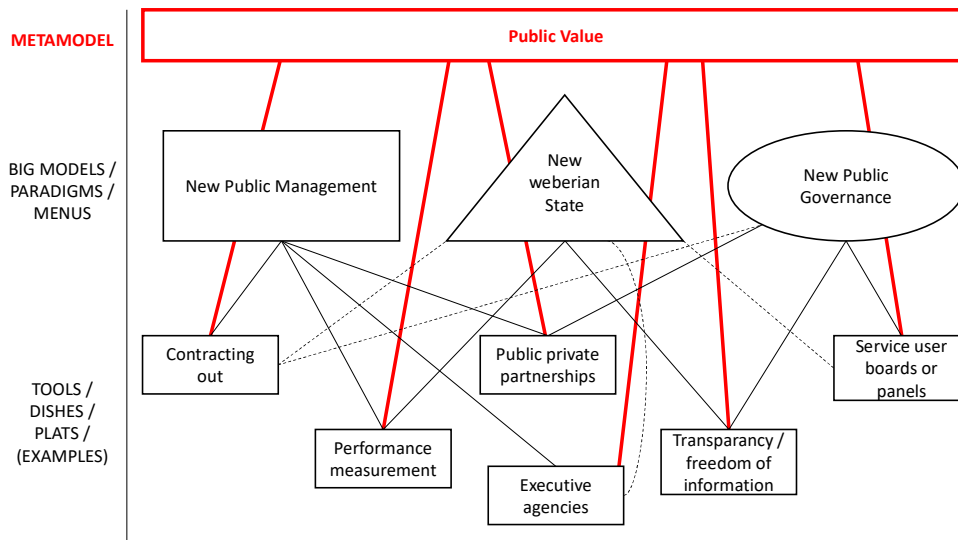 METAMODEL
Public Value
BIG MODELS /
PARADIGMS /
MENUS
New Public Management
New
weberian
State
New Public
Governance
TOOLS /
DISHES /
PLATS /
(EXAMPLES)
Contracting
out
Public private
partnerships
Service user
boards or
panels
Performance
measurement
Executive
agencies
Transparancy /
freedom of
information